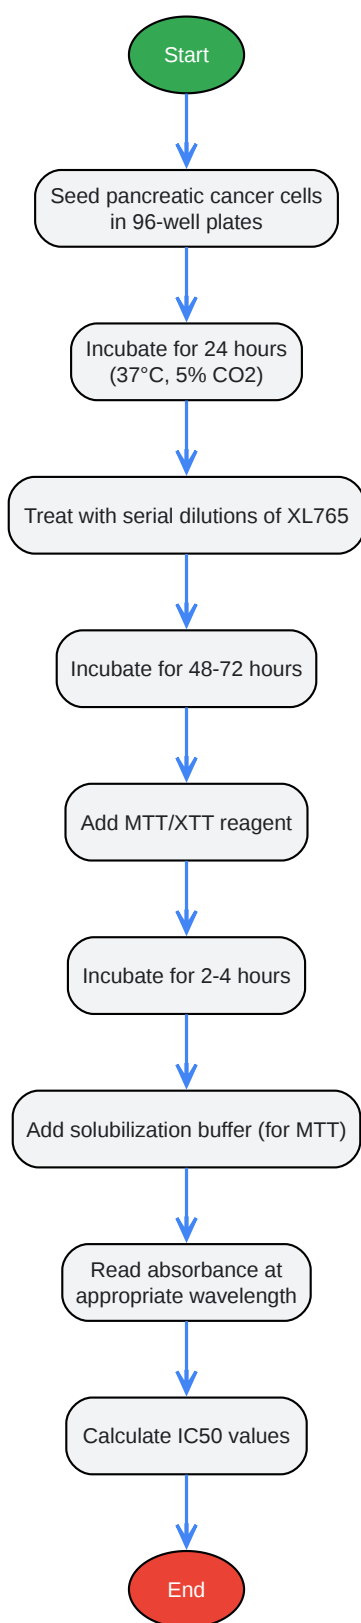 Start
Seed pancreatic cancer cells
in 96-well plates
Incubate for 24 hours
(37°C, 5% CO2)
Treat with serial dilutions of XL765
Incubate for 48-72 hours
Add MTT/XTT reagent
Incubate for 2-4 hours
Add solubilization buffer (for MTT)
Read absorbance at
appropriate wavelength
Calculate IC50 values
End